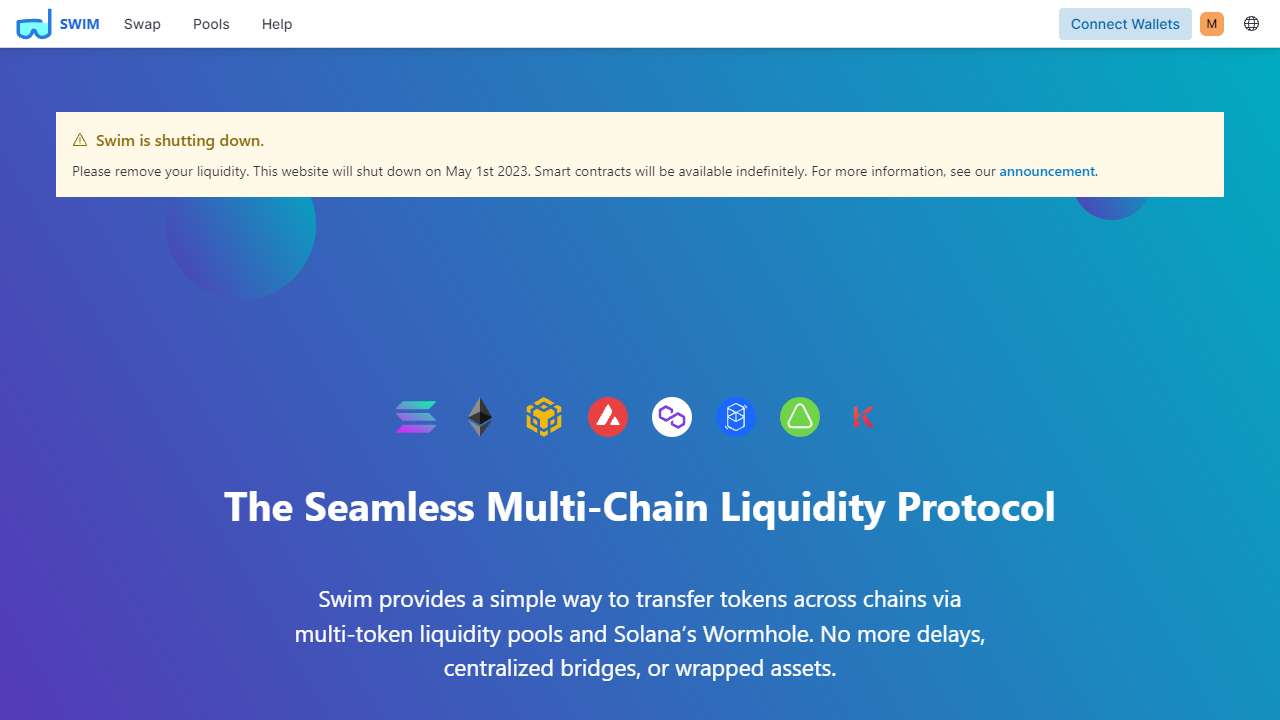 SWIM
Swap
Pools
Help
Connect Wallets
M
Swim is shutting down.
Please remove your liquidity. This website will shut down on May 1st 2023. Smart contracts will be available indefinitely. For more information, see our announcement.
The Seamless Multi-Chain Liquidity Protocol
Swim provides a simple way to transfer tokens across chains via
multi-token liquidity pools and Solana’s Wormhole. No more delays,
centralized bridges, or wrapped assets.